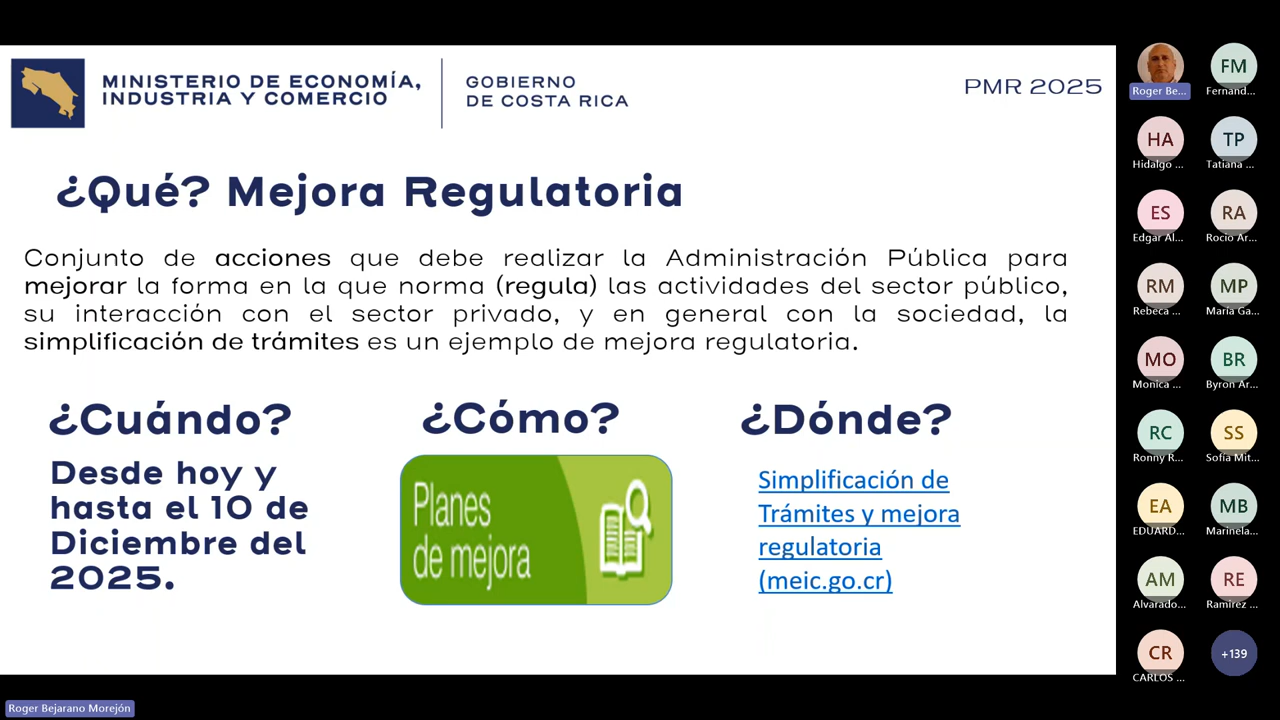 MINISTERIO DE ECONOMÍA,
INDUSTRIA Y COMERCIO
GOBIERNO
DE COSTA RICA
PMR 2025
¿Qué? Mejora Regulatoria
Conjunto de acciones que debe realizar la Administración Pública para
mejorar la forma en la que norma (regula) las actividades del sector público,
su interacción con el sector privado, y en general con la sociedad, la
simplificación de trámites es un ejemplo de mejora regulatoria.
¿Cuándo?
Desde hoy y
hasta el 10 de
Diciembre del
2025.
¿Cómo?
Planes
de mejora
¿Dónde?
Simplificación de
Trámites y mejora
regulatoria
(meic.go.cr)
Roger Be...
FM
Fernand...
HA
Hidalgo ...
TP
Tatiana ...
ES
Edgar Al...
RA
Rocio Ar...
RM
Rebeca ...
MP
María Ga...
MO
Monica ...
BR
Byron Ar...
RC
Ronny R...
SS
Sofía Mit...
EA
EDUARD...
MB
Marinela...
AM
Alvarado...
RE
Ramirez ...
CR
CARLOS ...
+139
Roger Bejarano Morejón